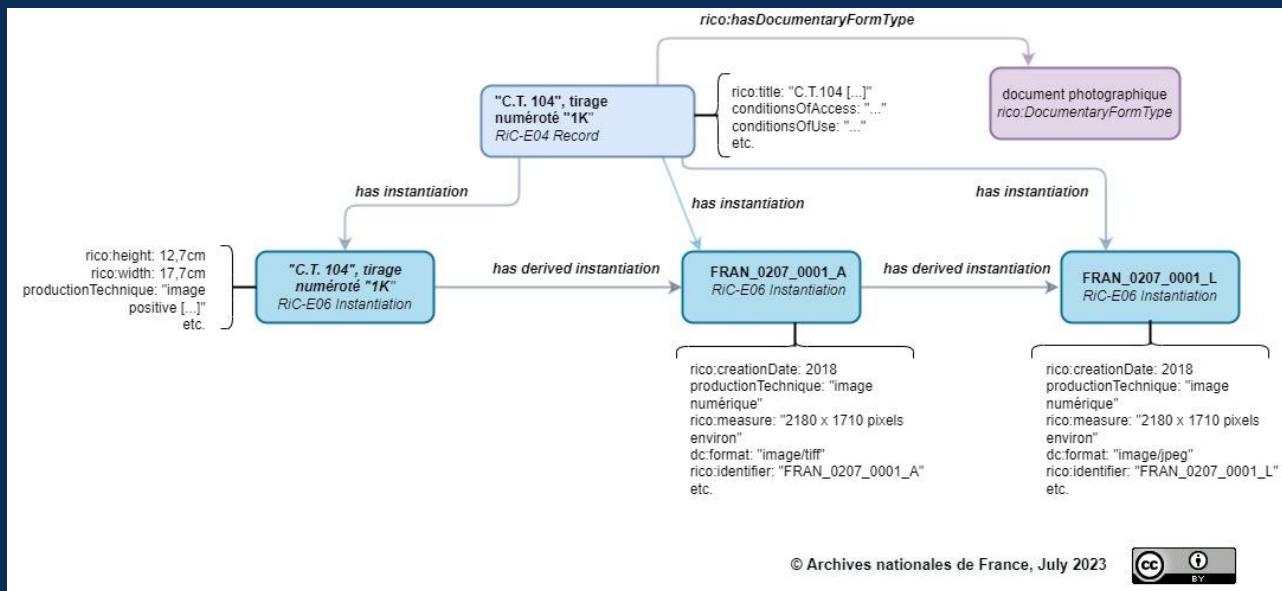 rico:hasDocumentaryFormType
"C.T. 104", tirage
numéroté "1K"
RiC-E04 Record
rico:title: "C.T.104 [...]"
conditionsOfAccess: "..."
conditionsOfUse: "..."
etc.
document photographique
rico:DocumentaryFormType
has instantiation
has instantiation
has instantiation
rico:height: 12,7cm
rico:width: 17,7cm
productionTechnique: "image
positive [...]"
etc.
"C.T. 104", tirage
numéroté "1K"
RiC-E06 Instantiation
has derived instantiation
FRAN_0207_0001_A
RiC-E06 Instantiation
has derived instantiation
FRAN_0207_0001_L
RiC-E06 Instantiation
rico:creationDate: 2018
productionTechnique: "image
numérique"
rico:measure: "2180 x 1710 pixels
environ"
dc:format: "image/tiff"
rico:identifier: "FRAN_0207_0001_A"
etc.
rico:creationDate: 2018
productionTechnique: "image
numérique"
rico:measure: "2180 x 1710 pixels
environ"
dc:format: "image/jpeg"
rico:identifier: "FRAN_0207_0001_L"
etc.
© Archives nationales de France, July 2023
cc
BY